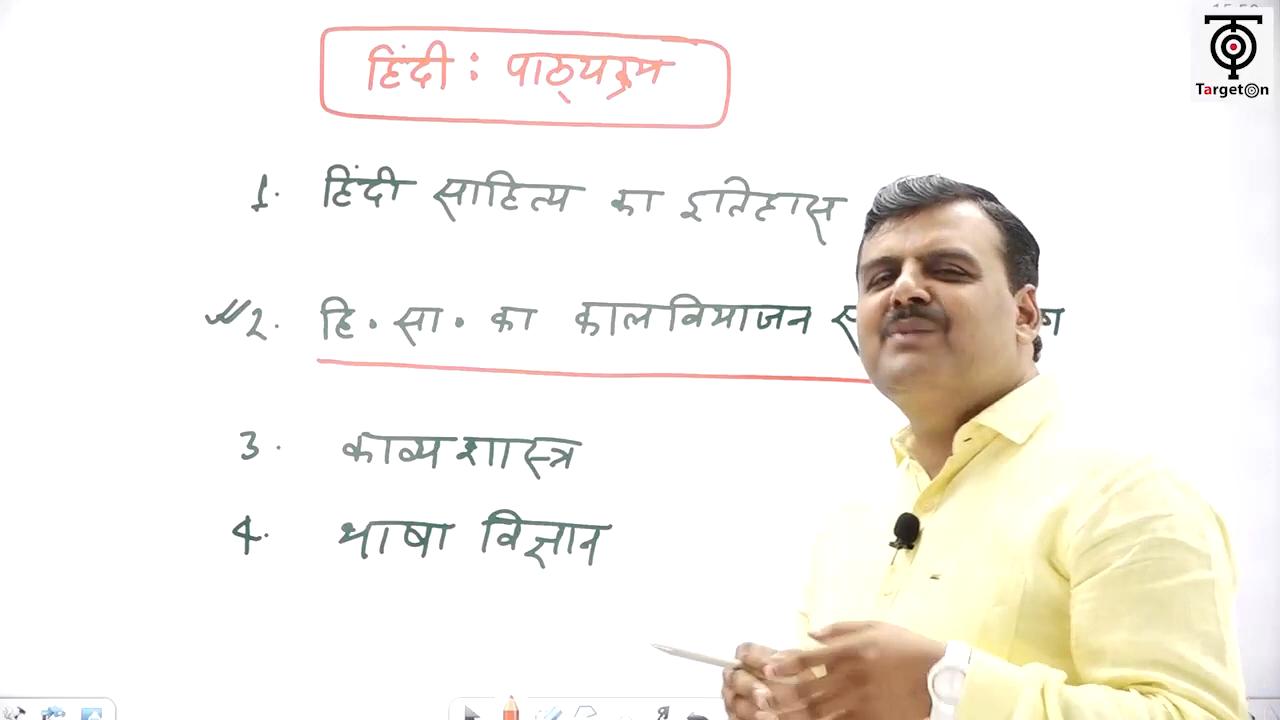 TargetOn
हिंदी : पाठ्यक्रम
1. हिंदी साहित्य का इतिहास
2. हि. सा. का कालविभाजन
3. काव्यशास्त्र
4. भाषा विज्ञान